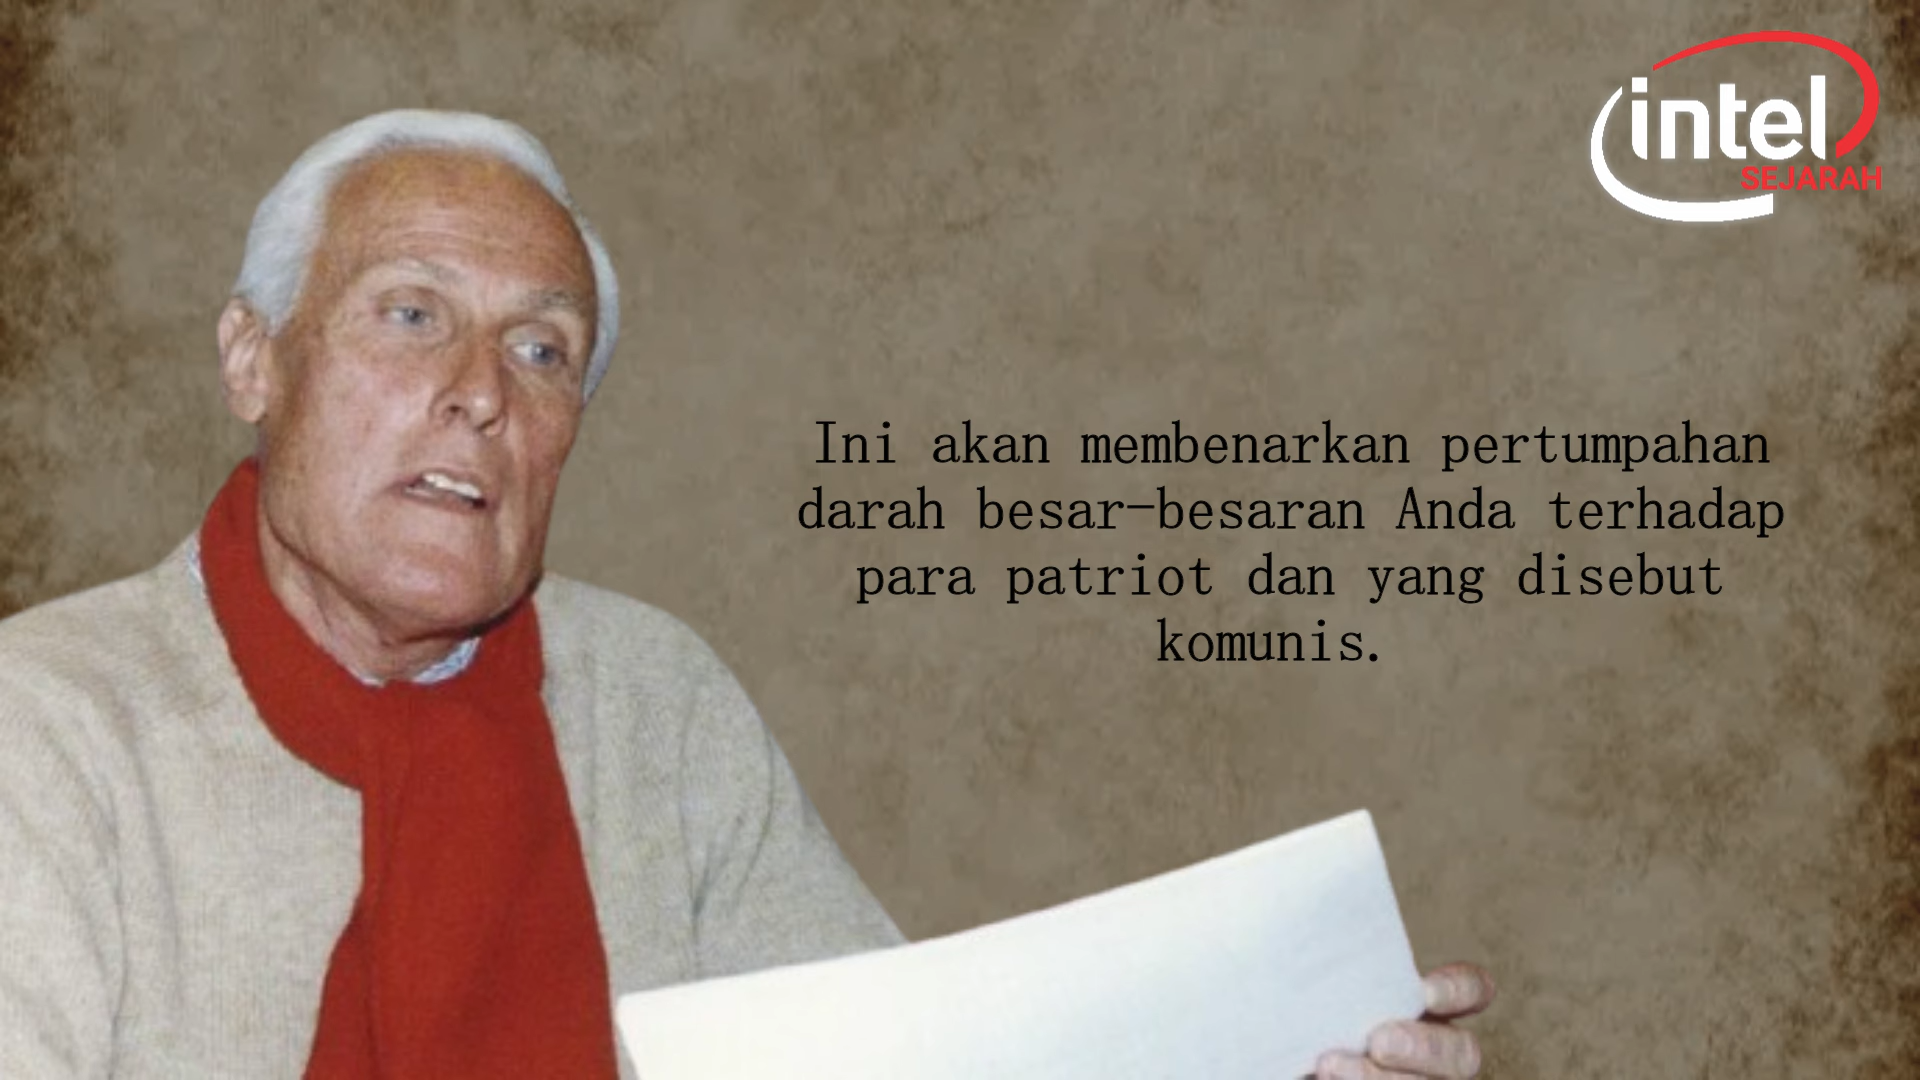 intel
SEJARAH
Ini akan membenarkan pertumpahan
darah besar-besaran Anda terhadap
para patriot dan yang disebut
komunis.